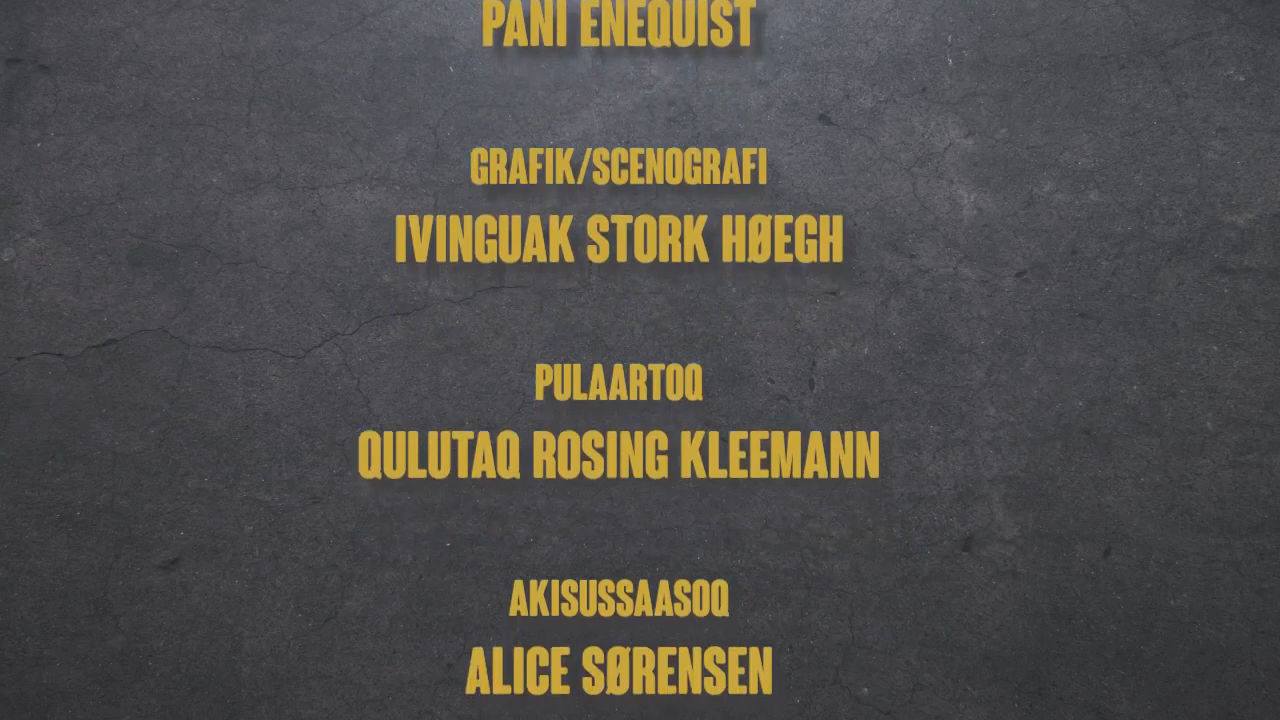 PANI ENEQUIST
GRAFIK/SCENOGRAFI
IVINGUAK STORK HØEGH
PULAARTOQ
QULUTAQ ROSING KLEEMANN
AKISUSSAASOQ
ALICE SØRENSEN